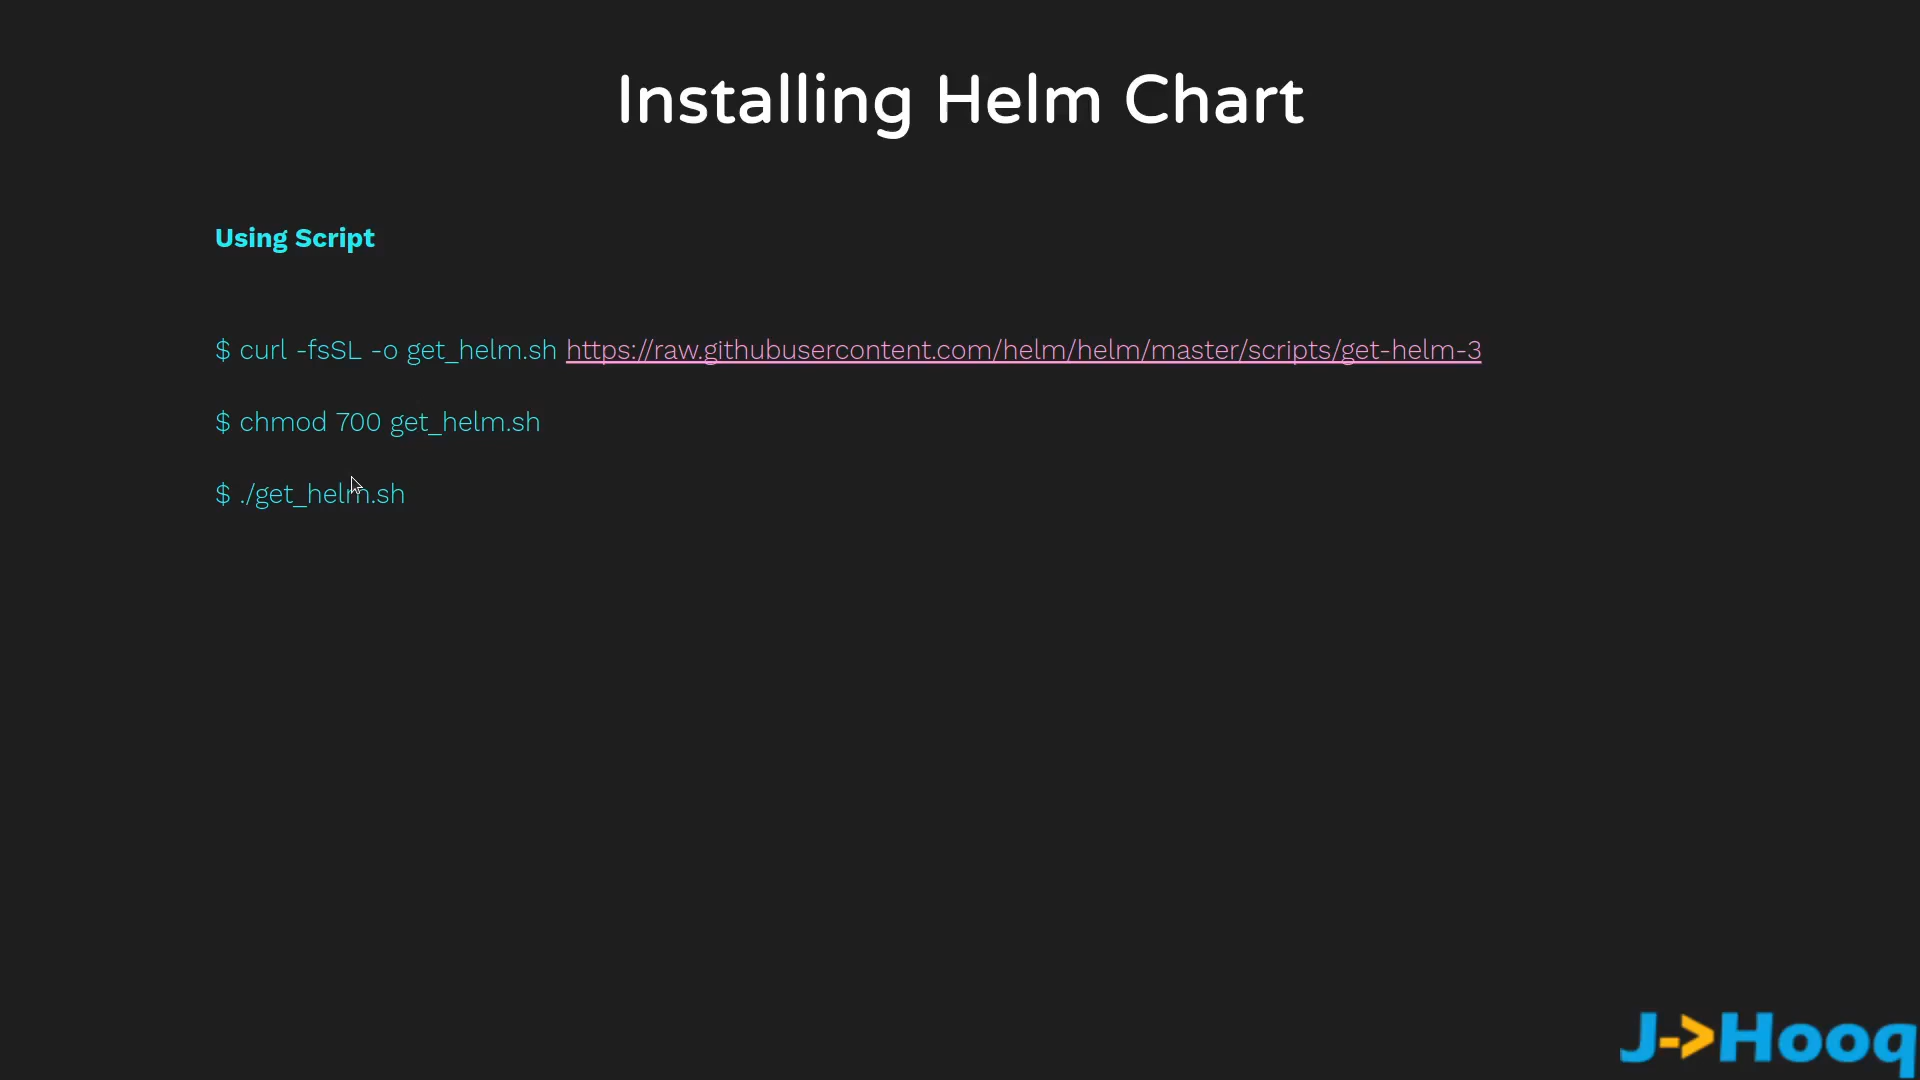 Installing Helm Chart
Using Script
$ curl -fsSL -o get_helm.sh https://raw.githubusercontent.com/helm/helm/master/scripts/get-helm-3
$ chmod 700 get_helm.sh
$ ./get_helm.sh
J->Hooq